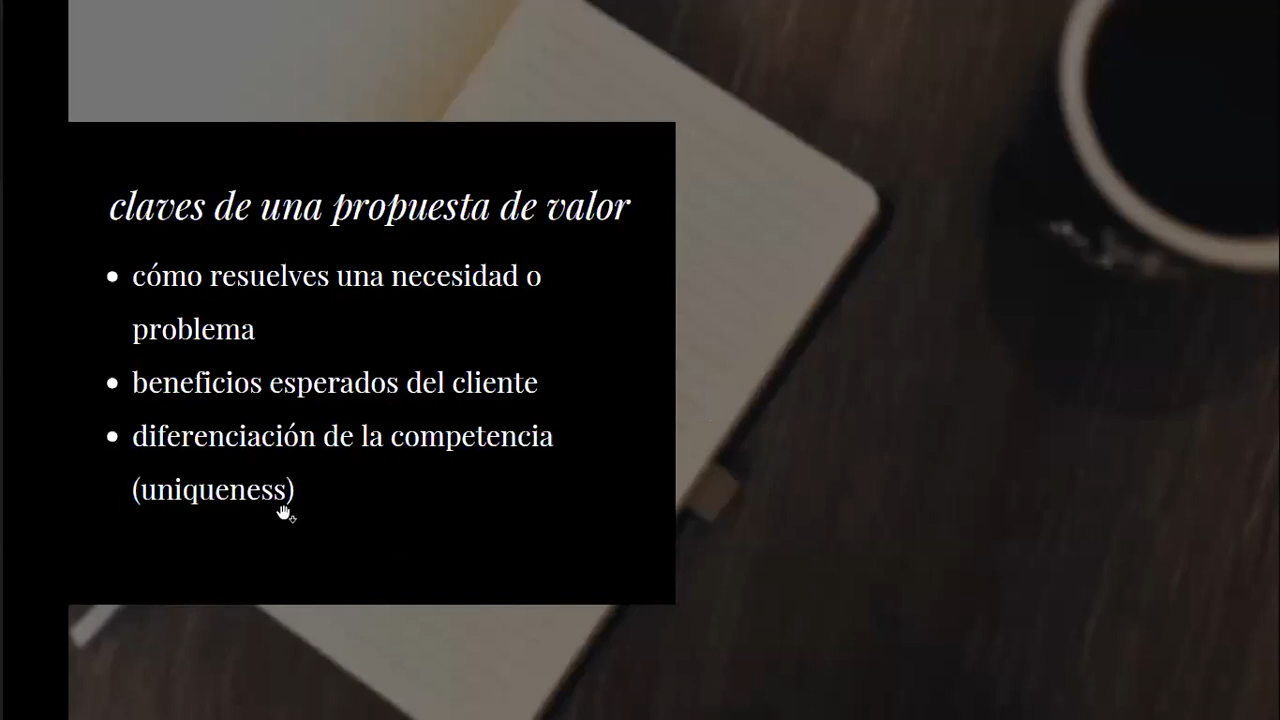 claves de una propuesta de valor
cómo resuelves una necesidad o
problema
beneficios esperados del cliente
diferenciación de la competencia
(uniqueness)